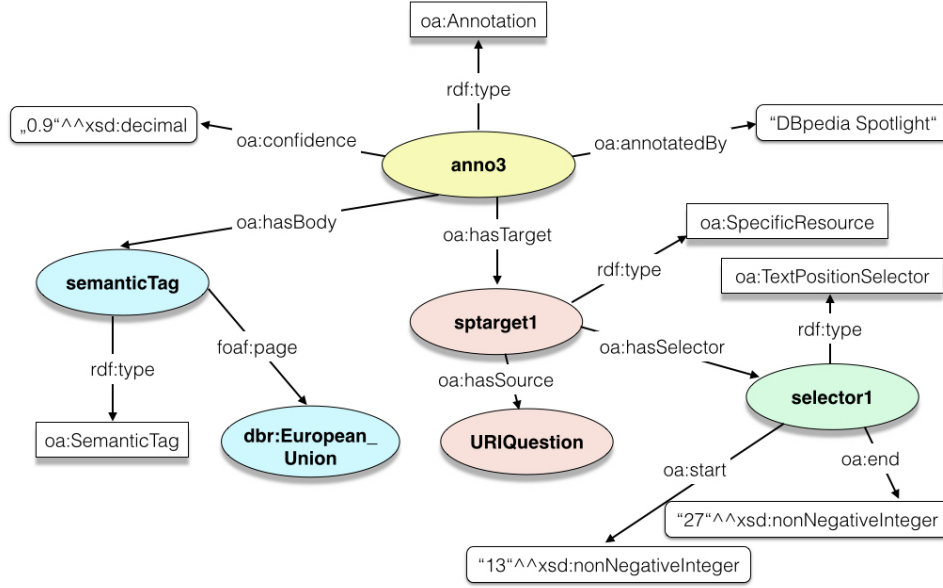 oa:Annotation
rdf:type
„0.9“^^xsd:decimal
oa:confidence
oa:annotatedBy
“DBpedia Spotlight“
anno3
oa:hasBody
oa:hasTarget
oa:SpecificResource
rdf:type
semanticTag
oa:TextPositionSelector
sptarget1
rdf:type
foaf:page
oa:hasSelector
rdf:type
oa:hasSource
selector1
oa:SemanticTag
dbr:European_
Union
URIQuestion
oa:start
oa:end
“27“^^xsd:nonNegativeInteger
“13“^^xsd:nonNegativeInteger